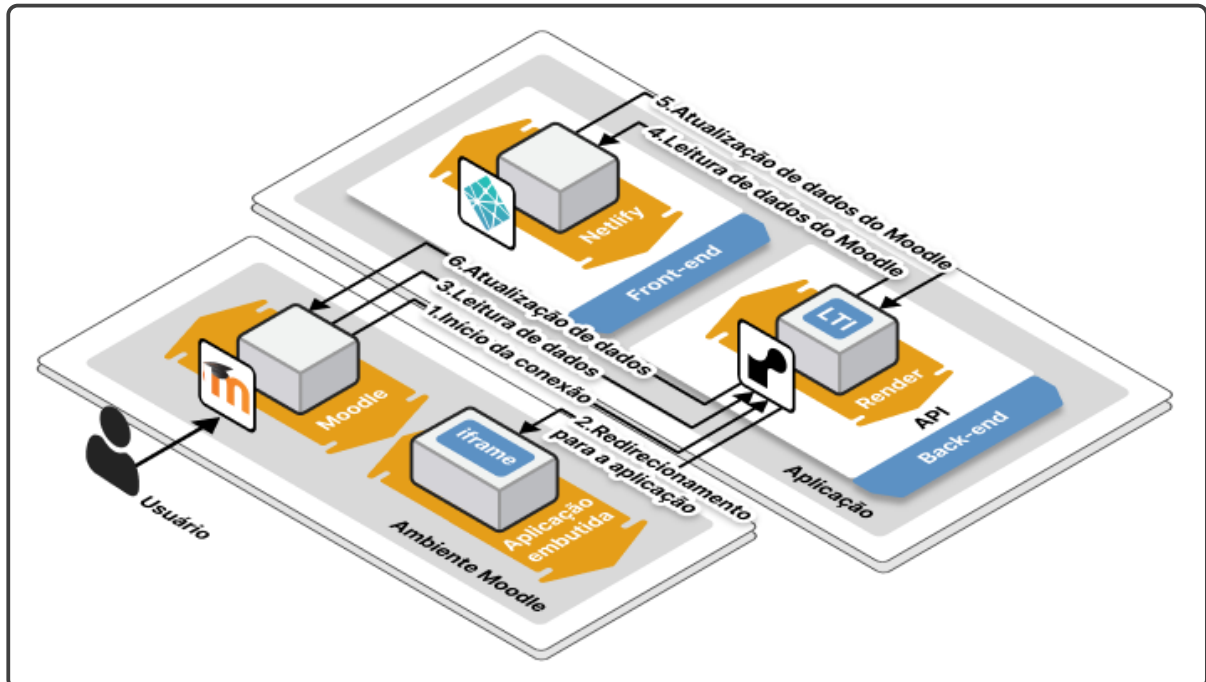 5.Atualização de dados do Moodle
4.Leitura de dados do Moodle
Netlify
Front-end
6.Atualização de dados
3.Leitura de dados
1.Início da conexão
LTI
Render
API
Back-end
Aplicação
m
Moodle
iframe
2.Redirecionamento
para a aplicação
Aplicação
embutida
Ambiente Moodle
Usuário